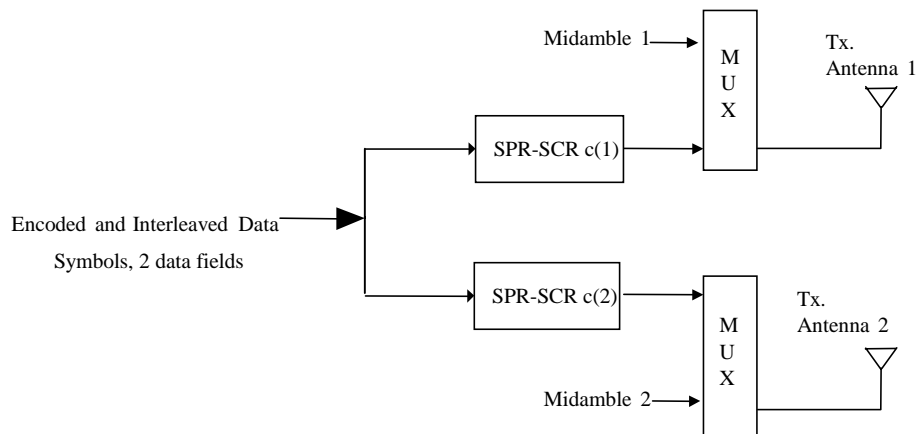 Midamble 1
M
U
X
Tx.
Antenna 1
SPR-SCR c(1)
Encoded and Interleaved Data
Symbols, 2 data fields
SPR-SCR c(2)
M
U
X
Tx.
Antenna 2
Midamble 2